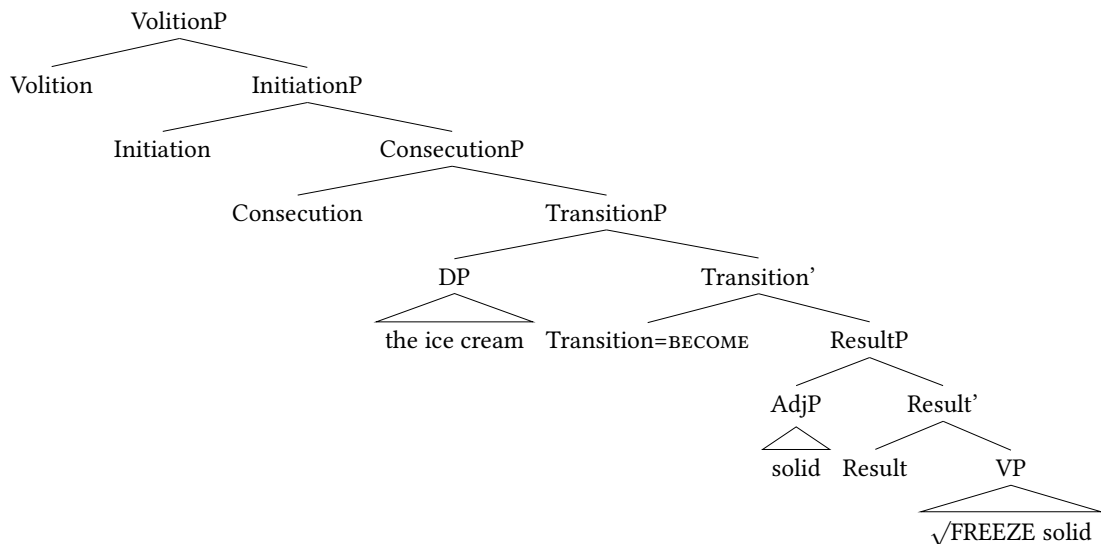 VolitionP
Volition InitiationP
Initiation ConsecutionP
Consecution TransitionP
DP Transition’
the ice cream Transition=BECOME ResultP
AdjP Result’
solid Result VP
√FREEZE solid